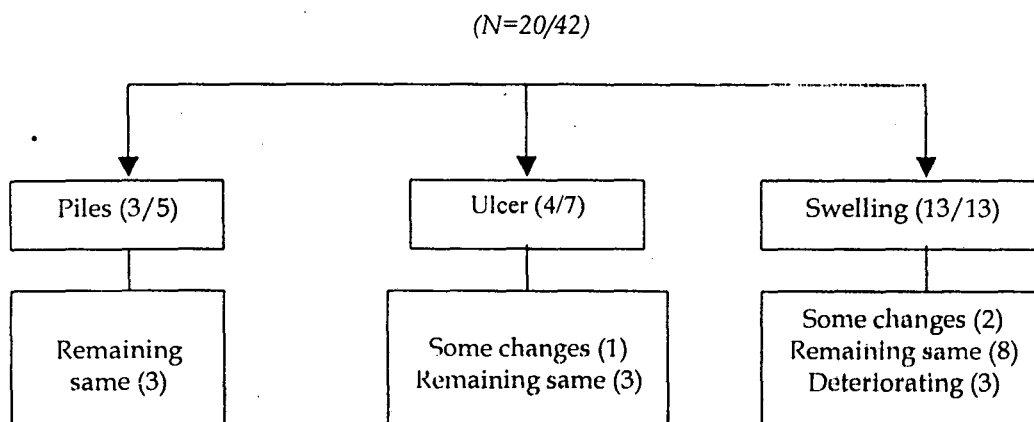 (N=20/42)
Piles (3/5)
Ulcer (4/7)
Swelling (13/13)
Remaining
same (3)
Some changes (1)
Remaining same (3)
Some changes (2)
Remaining same (8)
Deteriorating (3)